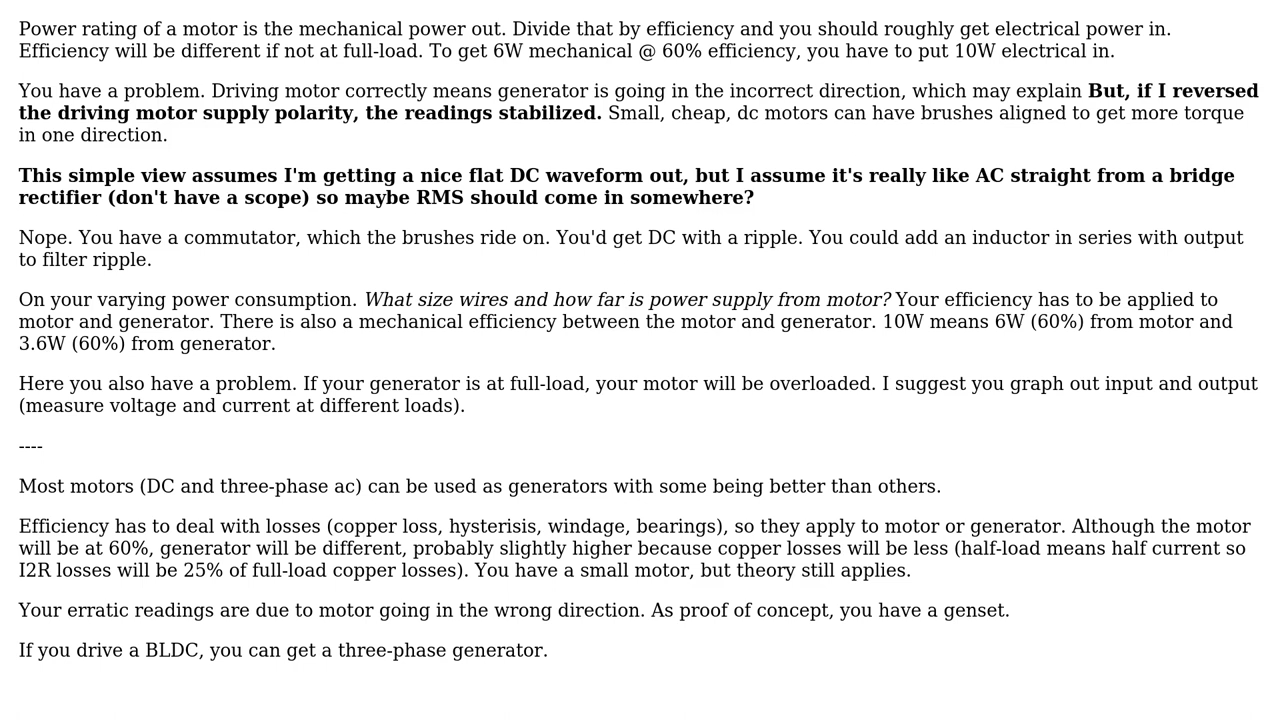 Power rating of a motor is the mechanical power out. Divide that by efficiency and you should roughly get electrical power in.
Efficiency will be different if not at full-load. To get 6W mechanical @ 60% efficiency, you have to put 10W electrical in.
You have a problem. Driving motor correctly means generator is going in the incorrect direction, which may explain But, if I reversed
the driving motor supply polarity, the readings stabilized. Small, cheap, dc motors can have brushes aligned to get more torque
in one direction.
This simple view assumes I'm getting a nice flat DC waveform out, but I assume it's really like AC straight from a bridge
rectifier (don't have a scope) so maybe RMS should come in somewhere?
Nope. You have a commutator, which the brushes ride on. You'd get DC with a ripple. You could add an inductor in series with output
to filter ripple.
On your varying power consumption. What size wires and how far is power supply from motor? Your efficiency has to be applied to
motor and generator. There is also a mechanical efficiency between the motor and generator. 10W means 6W (60%) from motor and
3.6W (60%) from generator.
Here you also have a problem. If your generator is at full-load, your motor will be overloaded. I suggest you graph out input and output
(measure voltage and current at different loads).
----
Most motors (DC and three-phase ac) can be used as generators with some being better than others.
Efficiency has to deal with losses (copper loss, hysterisis, windage, bearings), so they apply to motor or generator. Although the motor
will be at 60%, generator will be different, probably slightly higher because copper losses will be less (half-load means half current so
I2R losses will be 25% of full-load copper losses). You have a small motor, but theory still applies.
Your erratic readings are due to motor going in the wrong direction. As proof of concept, you have a genset.
If you drive a BLDC, you can get a three-phase generator.